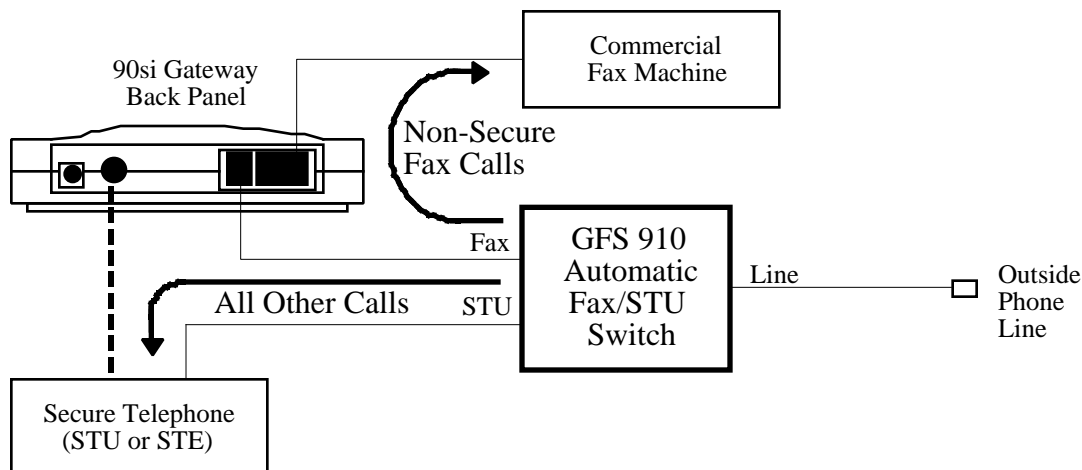 Commercial
Fax Machine
90si Gateway
Back Panel
Non-Secure
Fax Calls
Fax
GFS 910
Automatic
Fax/STU
Switch
Line
Outside
Phone
Line
All Other Calls
STU
Secure Telephone
(STU or STE)